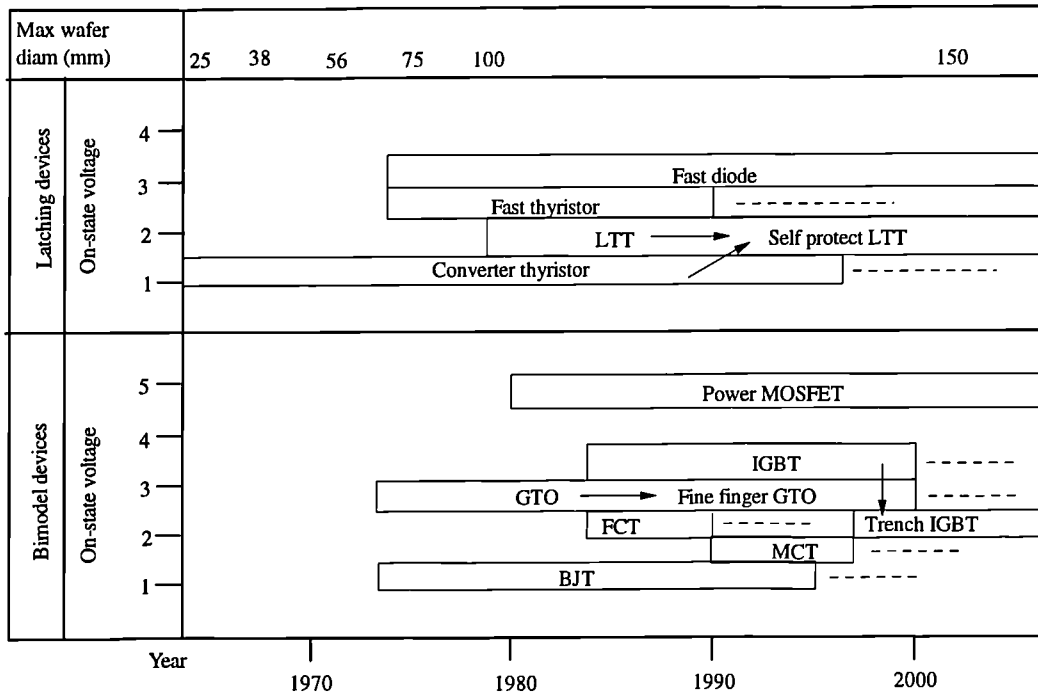 Max wafer
diam (mm)
25 38 56 75 100 150
Latching devices
On-state voltage
4
3
2
1
Fast diode
Fast thyristor
LTT
Self protect LTT
Converter thyristor
Bimodel devices
On-state voltage
5
4
3
2
1
Power MOSFET
IGBT
GTO
Fine finger GTO
FCT
Trench IGBT
MCT
BJT
Year
1970 1980 1990 2000